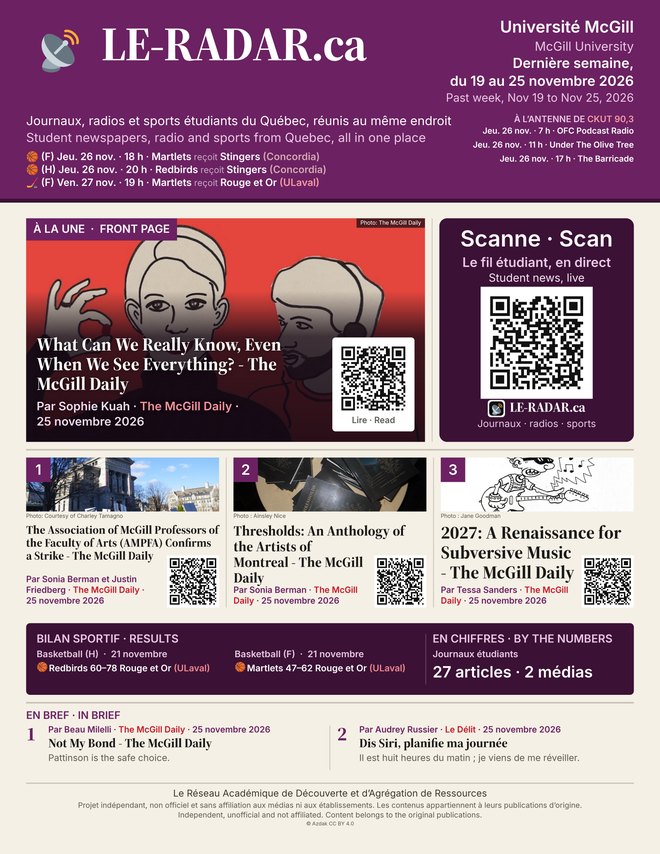 LE-RADAR.ca
Université McGill
McGill University
Dernière semaine,
du 19 au 25 novembre 2026
Past week, Nov 19 to Nov 25, 2026
Journaux, radios et sports étudiants du Québec, réunis au même endroit
Student newspapers, radio and sports from Quebec, all in one place
(F) Jeu. 26 nov. · 18 h · Martlets reçoit Stingers (Concordia)
(H) Jeu. 26 nov. · 20 h · Redbirds reçoit Stingers (Concordia)
(F) Ven. 27 nov. · 19 h · Martlets reçoit Rouge et Or (ULaval)
À L'ANTENNE DE CKUT 90,3
Jeu. 26 nov. · 7 h · OFC Podcast Radio
Jeu. 26 nov. · 11 h · Under The Olive Tree
Jeu. 26 nov. · 17 h · The Barricade
À LA UNE · FRONT PAGE
Photo: The McGill Daily
What Can We Really Know, Even
When We See Everything? - The
McGill Daily
Par Sophie Kuah · The McGill Daily ·
25 novembre 2026
Lire · Read
Scanne · Scan
Le fil étudiant, en direct
Student news, live
LE-RADAR.ca
Journaux · radios · sports
1
Photo: Courtesy of Charley Tamagno
The Association of McGill Professors of
the Faculty of Arts (AMPFA) Confirms
a Strike - The McGill Daily
Par Sonia Berman et Justin
Friedberg · The McGill Daily ·
25 novembre 2026
2
Photo : Ainsley Nice
Thresholds: An Anthology of
the Artists of
Montreal - The McGill
Daily
Par Sonia Berman · The McGill
Daily · 25 novembre 2026
3
Photo : Jane Goodman
2027: A Renaissance for
Subversive Music
- The McGill Daily
Par Tessa Sanders · The McGill
Daily · 25 novembre 2026
BILAN SPORTIF · RESULTS
Basketball (H) · 21 novembre
Redbirds 60–78 Rouge et Or (ULaval)
Basketball (F) · 21 novembre
Martlets 47–62 Rouge et Or (ULaval)
EN CHIFFRES · BY THE NUMBERS
Journaux étudiants
27 articles · 2 médias
EN BREF · IN BRIEF
1
Par Beau Milelli · The McGill Daily · 25 novembre 2026
Not My Bond - The McGill Daily
Pattinson is the safe choice.
2
Par Audrey Russier · Le Délit · 25 novembre 2026
Dis Siri, planifie ma journée
Il est huit heures du matin ; je viens de me réveiller.
Le Réseau Académique de Découverte et d'Agrégation de Ressources
Projet indépendant, non officiel et sans affiliation aux médias ni aux établissements. Les contenus appartiennent à leurs publications d'origine.
Independent, unofficial and not affiliated. Content belongs to the original publications.
© Azdak CC BY 4.0